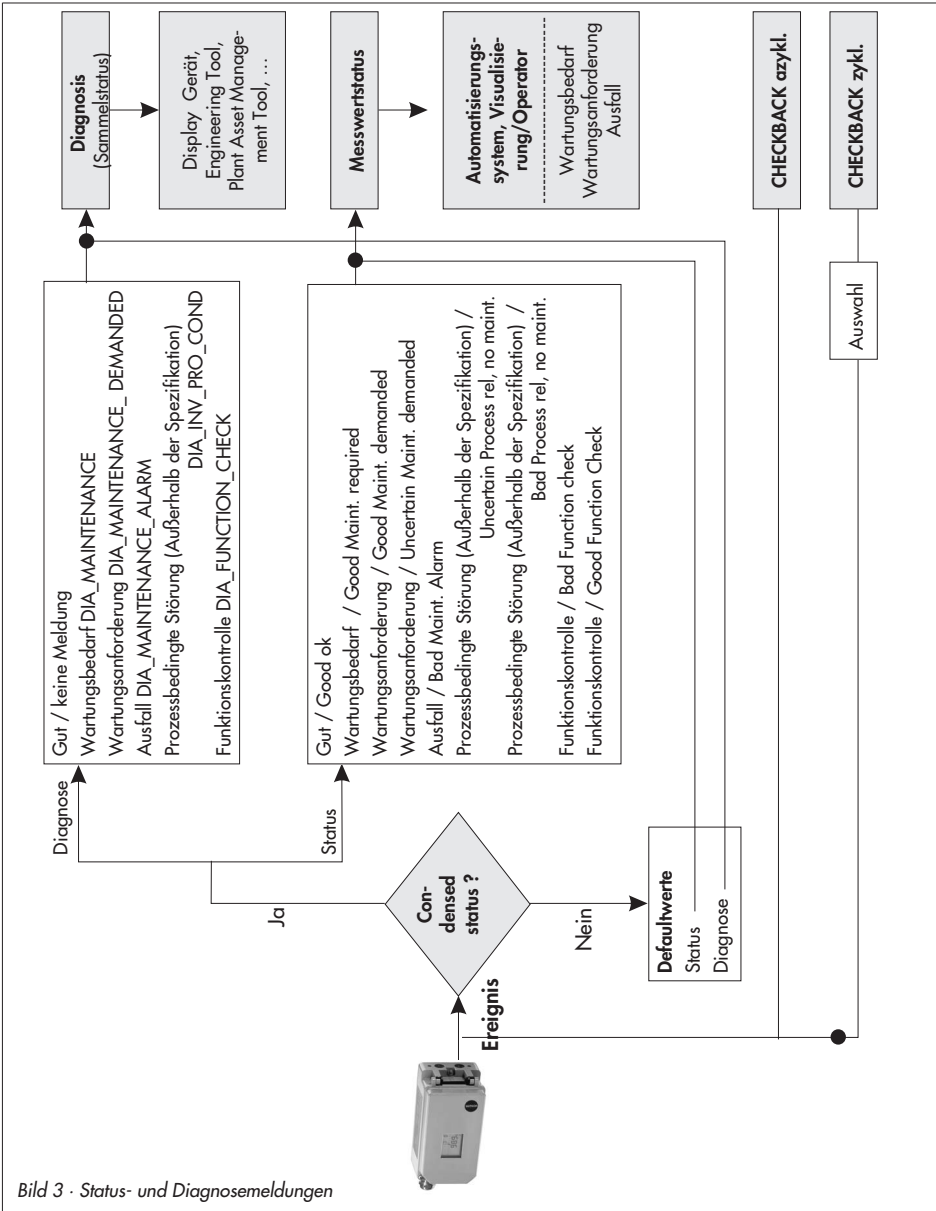 Diagnosis
(Sammelstatus)
Display Gerät,
Engineering Tool,
Plant Asset Manage-
ment Tool, ...
Messwertstatus
Automatisierungs-
system, Visualisie-
rung/Operator
Wartungsbedarf
Wartungsanforderung
Ausfall
CHECKBACK azykl.
CHECKBACK zykl.
Auswahl
Diagnose
Gut / keine Meldung
Wartungsbedarf DIA_MAINTENANCE
Wartungsanforderung DIA_MAINTENANCE_ DEMANDED
Ausfall DIA_MAINTENANCE_ALARM
Prozessbedingte Störung (Außerhalb der Spezifikation)
DIA_INV_PRO_COND
Funktionskontrolle DIA_FUNCTION_CHECK
Status
Gut / Good ok
Wartungsbedarf / Good Maint. required
Wartungsanforderung / Good Maint. demanded
Wartungsanforderung / Uncertain Maint. demanded
Ausfall / Bad Maint. Alarm
Prozessbedingte Störung (Außerhalb der Spezifikation) /
Uncertain Process rel, no maint.
Prozessbedingte Störung (Außerhalb der Spezifikation) /
Bad Process rel, no maint.
Funktionskontrolle / Bad Function check
Funktionskontrolle / Good Function Check
Ja
Con-
densed
status ?
Nein
Ereignis
Defaultwerte
Status
Diagnose
Bild 3 · Status- und Diagnosemeldungen